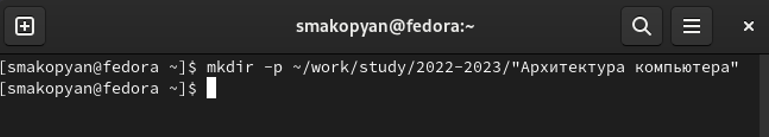 smakopyan@fedora:~
[smakopyan@fedora ~]$ mkdir -p ~/work/study/2022-2023/"Архитектура компьютера"
[smakopyan@fedora ~]$